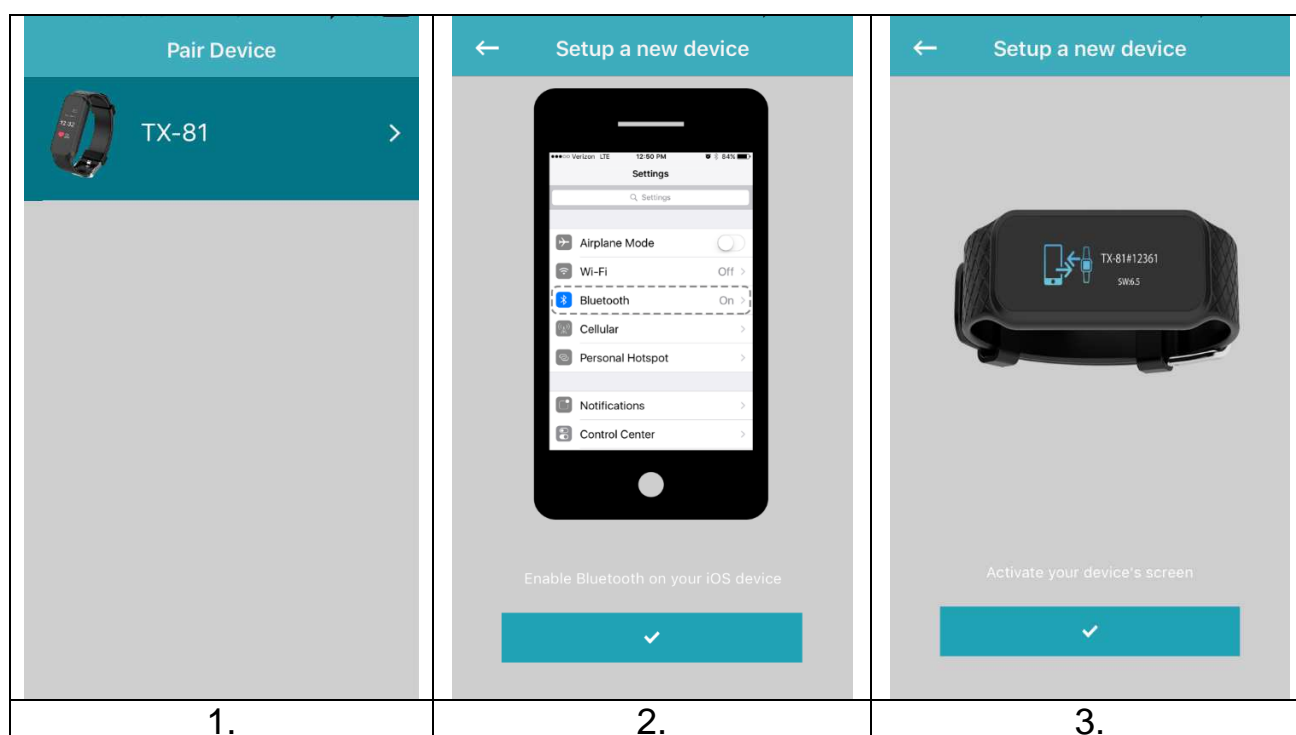 Pair Device
TX-81
1.
Setup a new device
Verizon LTE 12:50 PM 84%
Settings
Settings
Airplane Mode
Wi-Fi Off
Bluetooth On
Cellular
Personal Hotspot
Notifications
Control Center
Enable Bluetooth on your iOS device
2.
Setup a new device
TX-81#12361
SW:6.5
Activate your device's screen
3.